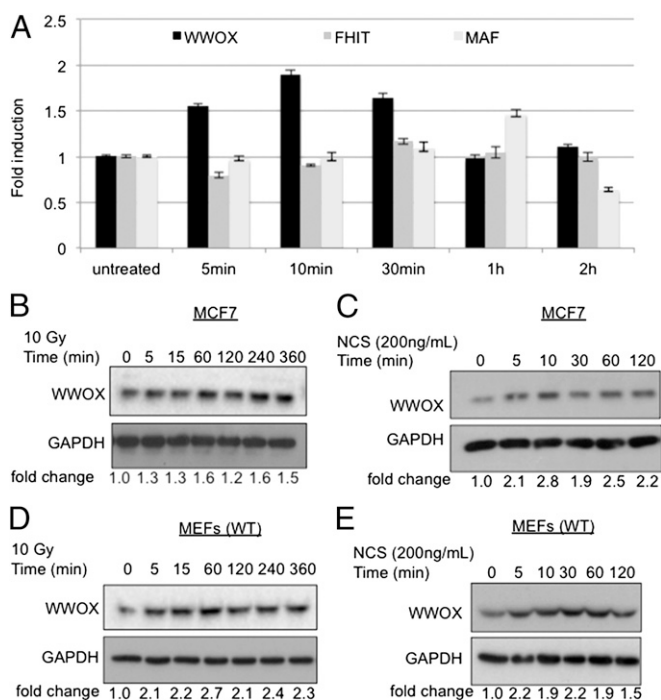 A
WWOX FHIT MAF
Fold induction
2.5
2
1.5
1
0.5
0
untreated 5min 10min 30min 1h 2h
B
MCF7
10 Gy
Time (min) 0 5 15 60 120 240 360
WWOX
GAPDH
fold change 1.0 1.3 1.3 1.6 1.2 1.6 1.5
C
MCF7
NCS (200ng/mL)
Time (min) 0 5 10 30 60 120
WWOX
GAPDH
fold change 1.0 2.1 2.8 1.9 2.5 2.2
D
MEFs (WT)
10 Gy
Time (min) 0 5 15 60 120 240 360
WWOX
GAPDH
fold change 1.0 2.1 2.2 2.7 2.1 2.4 2.3
E
MEFs (WT)
NCS (200ng/mL)
Time (min) 0 5 10 30 60 120
WWOX
GAPDH
fold change 1.0 2.2 1.9 2.2 1.9 1.5